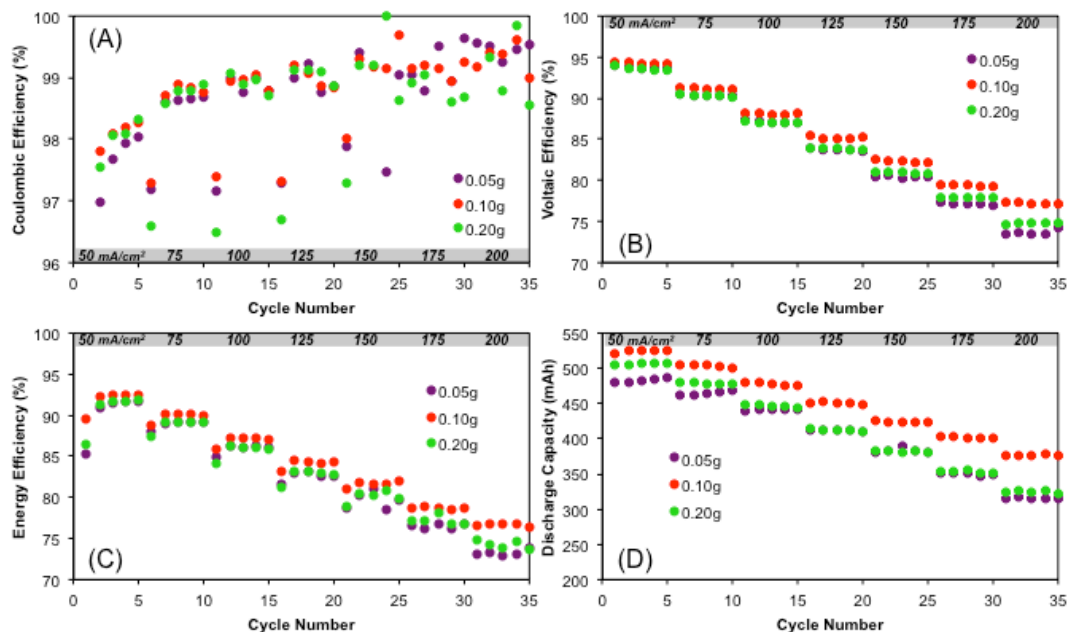 (A)
Coulombic Efficiency (%)
100
99
98
97
96
0.05g
0.10g
0.20g
50 mA/cm² 75 100 125 150 175 200
0 5 10 15 20 25 30 35
Cycle Number
(B)
Voltaic Efficiency (%)
50 mA/cm² 75 100 125 150 175 200
100
95
90
85
80
75
70
0.05g
0.10g
0.20g
0 5 10 15 20 25 30 35
Cycle Number
(C)
Energy Efficiency (%)
50 mA/cm² 75 100 125 150 175 200
100
95
90
85
80
75
70
0.05g
0.10g
0.20g
0 5 10 15 20 25 30 35
Cycle Number
(D)
Discharge Capacity (mAh)
50 mA/cm² 75 100 125 150 175 200
550
500
450
400
350
300
250
200
0.05g
0.10g
0.20g
0 5 10 15 20 25 30 35
Cycle Number